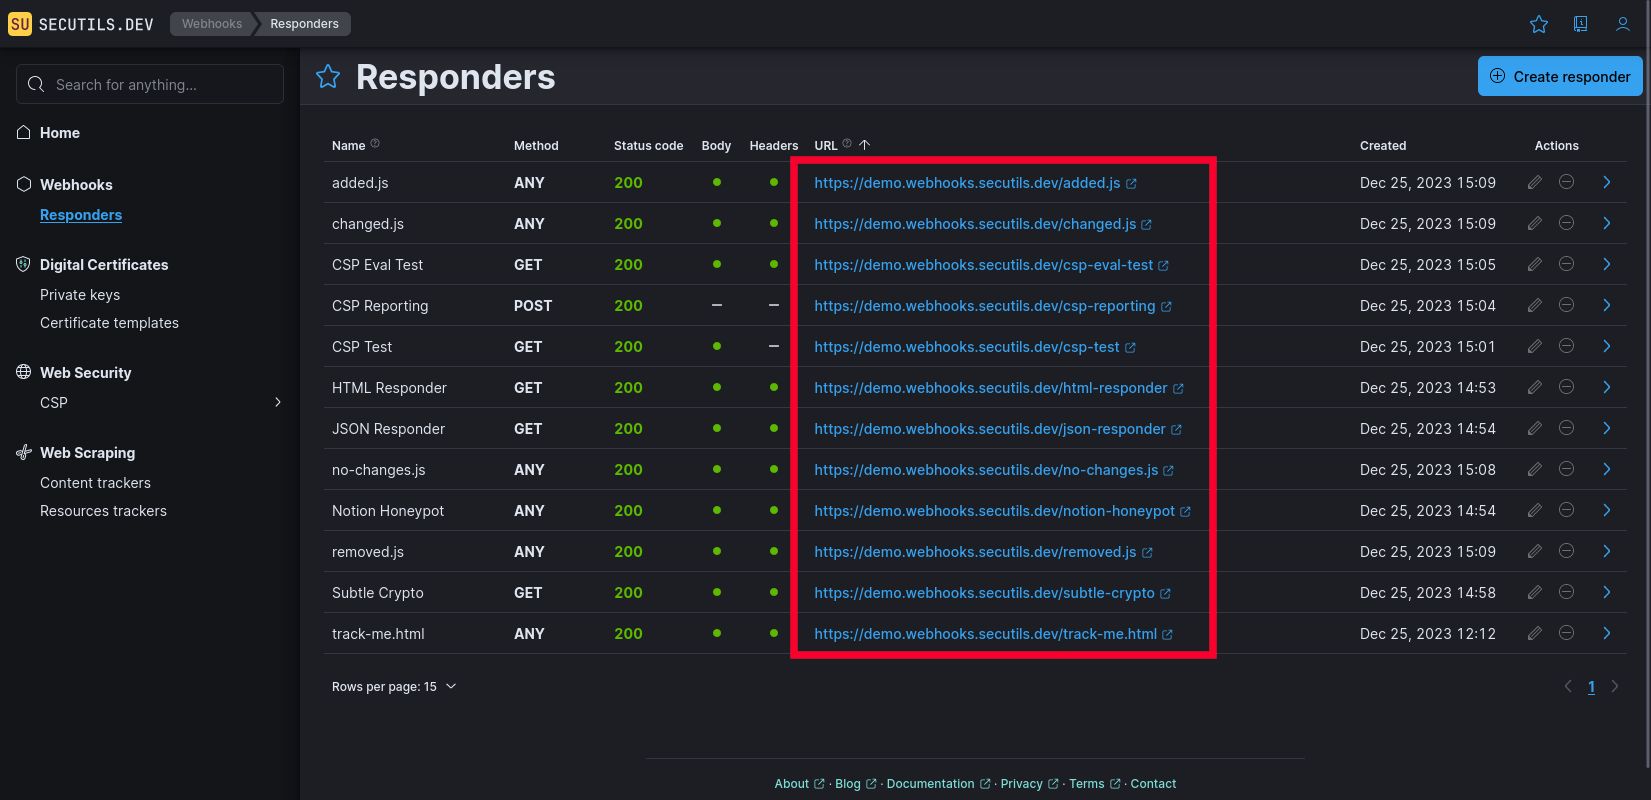 SU SECUTILS.DEV Webhooks Responders
Search for anything...
Responders
Create responder
Home
Webhooks
Responders
Digital Certificates
Private keys
Certificate templates
Web Security
CSP
Web Scraping
Content trackers
Resources trackers
Name Method Status code Body Headers URL Created Actions
added.js ANY 200 https://demo.webhooks.secutils.dev/added.js Dec 25, 2023 15:09
changed.js ANY 200 https://demo.webhooks.secutils.dev/changed.js Dec 25, 2023 15:09
CSP Eval Test GET 200 https://demo.webhooks.secutils.dev/csp-eval-test Dec 25, 2023 15:05
CSP Reporting POST 200 – – https://demo.webhooks.secutils.dev/csp-reporting Dec 25, 2023 15:04
CSP Test GET 200 – https://demo.webhooks.secutils.dev/csp-test Dec 25, 2023 15:01
HTML Responder GET 200 https://demo.webhooks.secutils.dev/html-responder Dec 25, 2023 14:53
JSON Responder GET 200 https://demo.webhooks.secutils.dev/json-responder Dec 25, 2023 14:54
no-changes.js ANY 200 https://demo.webhooks.secutils.dev/no-changes.js Dec 25, 2023 15:08
Notion Honeypot ANY 200 https://demo.webhooks.secutils.dev/notion-honeypot Dec 25, 2023 14:54
removed.js ANY 200 https://demo.webhooks.secutils.dev/removed.js Dec 25, 2023 15:09
Subtle Crypto GET 200 https://demo.webhooks.secutils.dev/subtle-crypto Dec 25, 2023 14:58
track-me.html ANY 200 https://demo.webhooks.secutils.dev/track-me.html Dec 25, 2023 12:12
Rows per page: 15 1
About · Blog · Documentation · Privacy · Terms · Contact